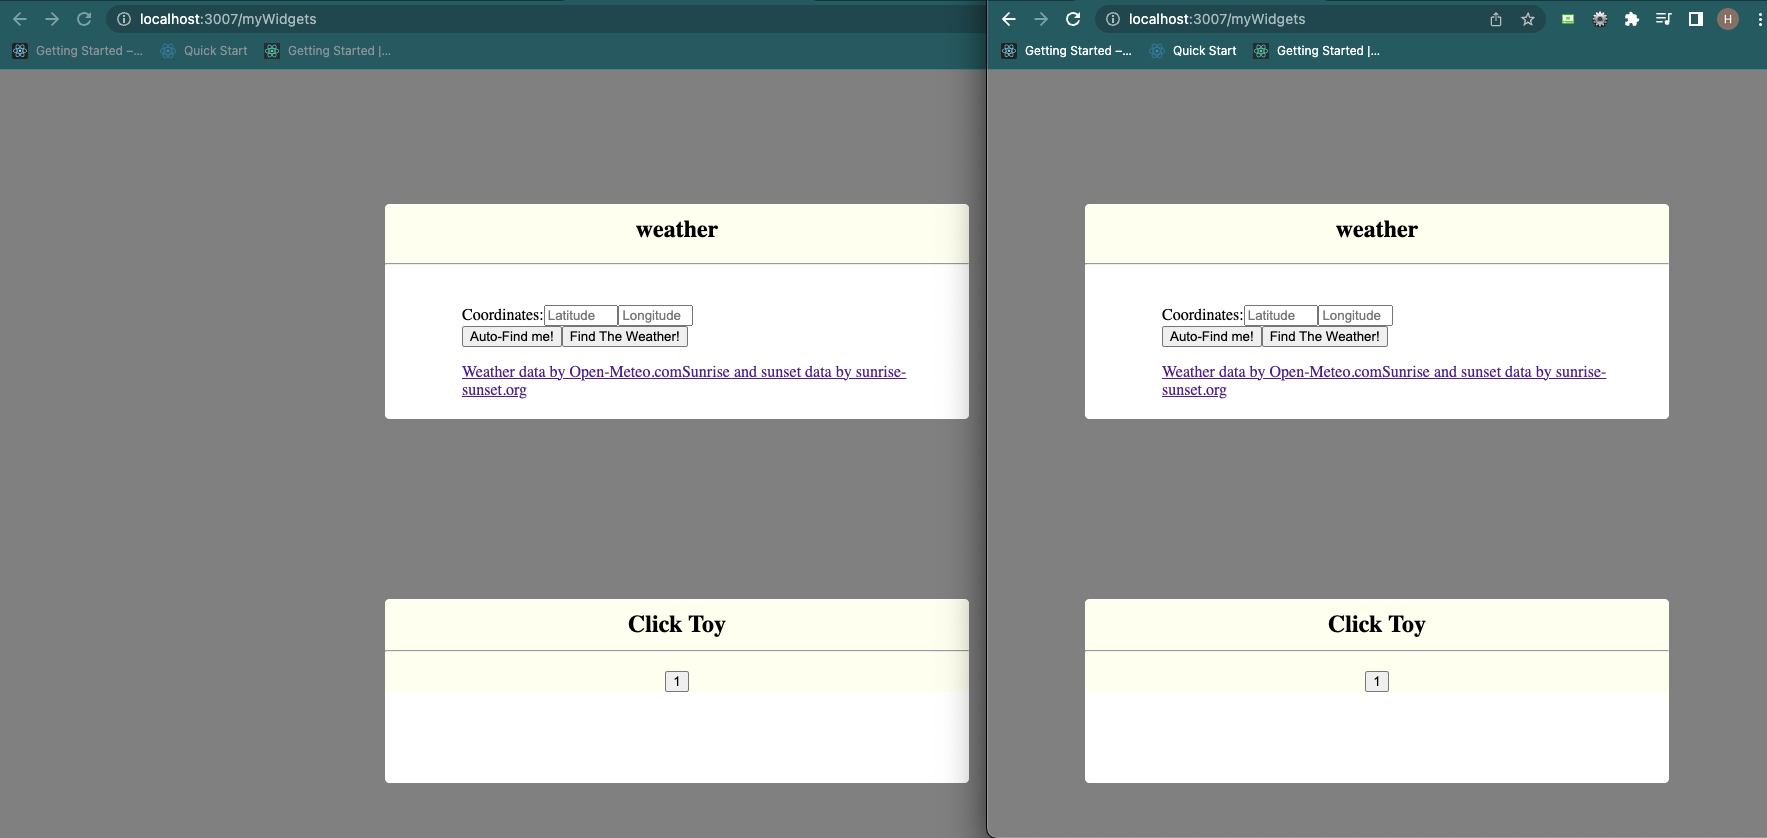 localhost:3007/myWidgets
Getting Started –... Quick Start Getting Started |...
weather
Coordinates: Latitude Longitude
Auto-Find me! Find The Weather!
Weather data by Open-Meteo.comSunrise and sunset data by sunrise-
sunset.org
Click Toy
1
localhost:3007/myWidgets
H
Getting Started –... Quick Start Getting Started |...
weather
Coordinates: Latitude Longitude
Auto-Find me! Find The Weather!
Weather data by Open-Meteo.comSunrise and sunset data by sunrise-
sunset.org
Click Toy
1